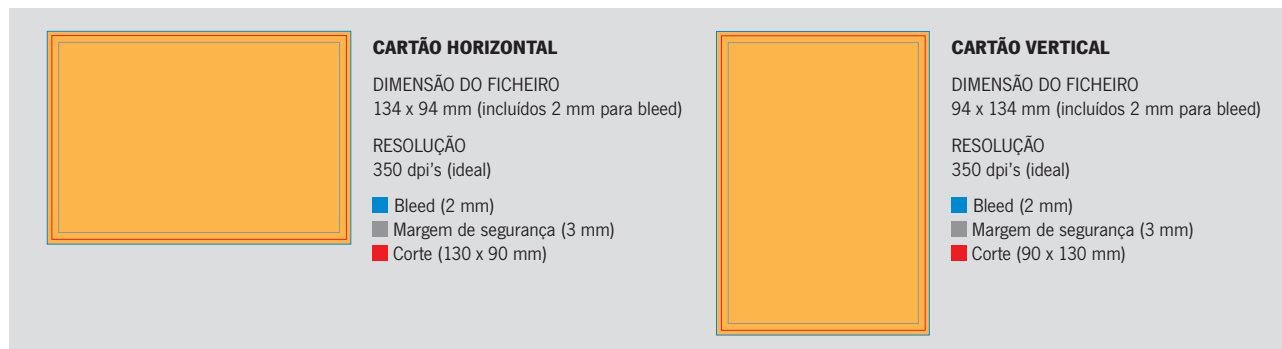 CARTÃO HORIZONTAL
DIMENSÃO DO FICHEIRO
134 x 94 mm (incluídos 2 mm para bleed)
RESOLUÇÃO
350 dpi’s (ideal)
Bleed (2 mm)
Margem de segurança (3 mm)
Corte (130 x 90 mm)
CARTÃO VERTICAL
DIMENSÃO DO FICHEIRO
94 x 134 mm (incluídos 2 mm para bleed)
RESOLUÇÃO
350 dpi’s (ideal)
Bleed (2 mm)
Margem de segurança (3 mm)
Corte (90 x 130 mm)